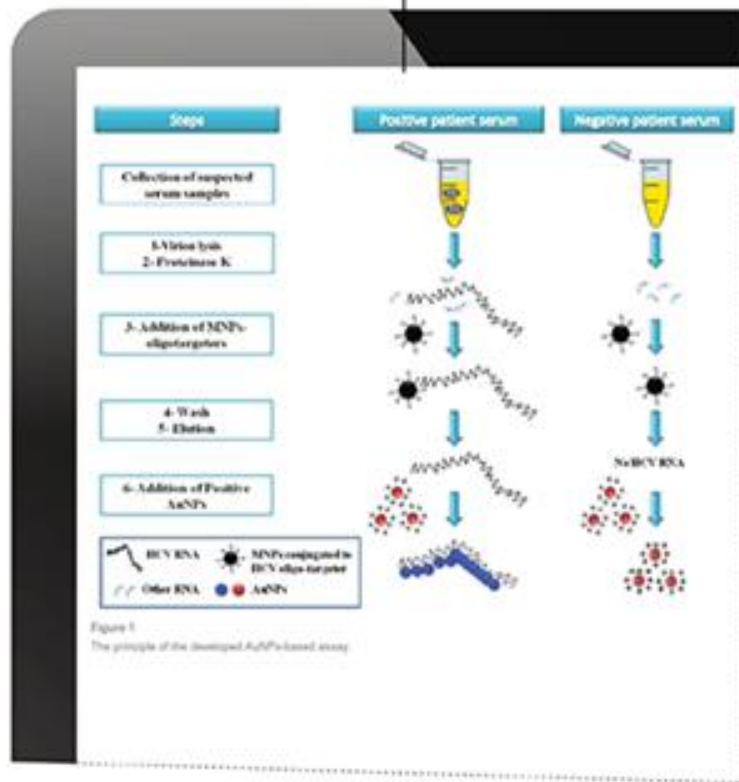 Steps
Positive patient serum
Negative patient serum
Collection of suspected
serum samples
1-Virion lysis
2- Proteinase K
3- Addition of MNPs-
oligotargeters
4- Wash
5- Elution
No HCV RNA
6- Addition of Positive
AuNPs
HCV RNA
MNPs conjugated to
HCV oligo-targeter
Other RNA
AuNPs
Figure 1
The principle of the developed AuNPs-based assay.